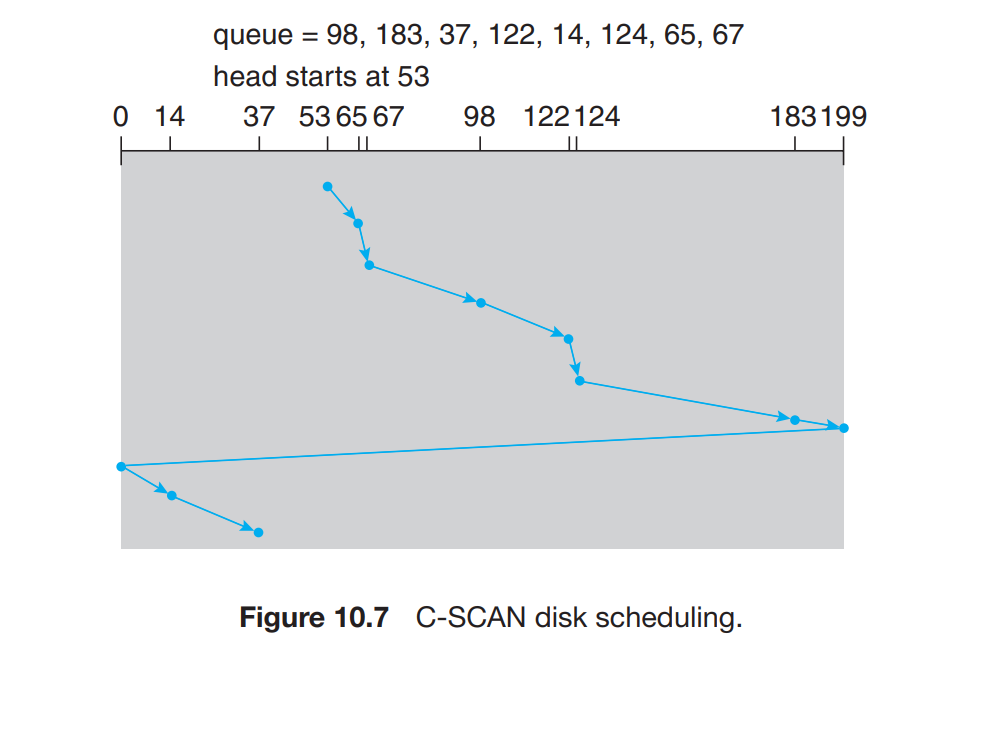 queue = 98, 183, 37, 122, 14, 124, 65, 67
head starts at 53
0 14 37 53 65 67 98 122 124 183 199
Figure 10.7 C-SCAN disk scheduling.